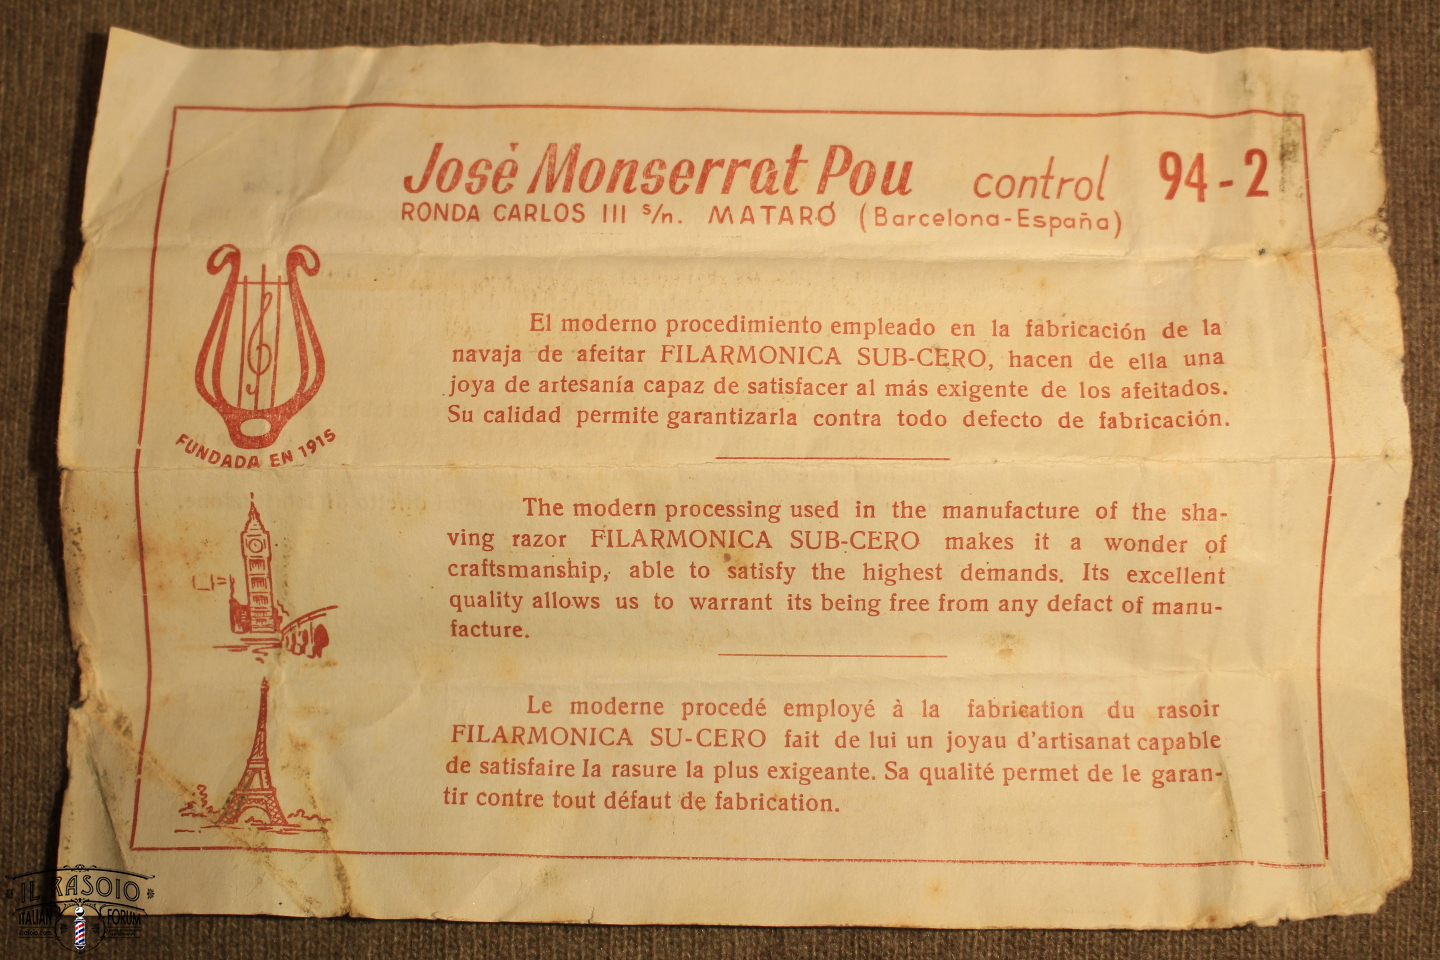 José Monserrat Pou control 94-2
RONDA CARLOS III s/n. MATARÓ (Barcelona-España)
FUNDADA EN 1915
El moderno procedimiento empleado en la fabricación de la
navaja de afeitar FILARMONICA SUB-CERO, hacen de ella una
joya de artesanía capaz de satisfacer al más exigente de los afeitados.
Su calidad permite garantizarla contra todo defecto de fabricación.
The modern processing used in the manufacture of the sha-
ving razor FILARMONICA SUB-CERO makes it a wonder of
craftsmanship, able to satisfy the highest demands. Its excellent
quality allows us to warrant its being free from any defact of manu-
facture.
Le moderne procedé employé à la fabrication du rasoir
FILARMONICA SU-CERO fait de lui un joyau d'artisanat capable
de satisfaire la rasure la plus exigeante. Sa qualité permet de le garan-
tir contre tout défaut de fabrication.
IL RASOIO
ITALIAN FORUM